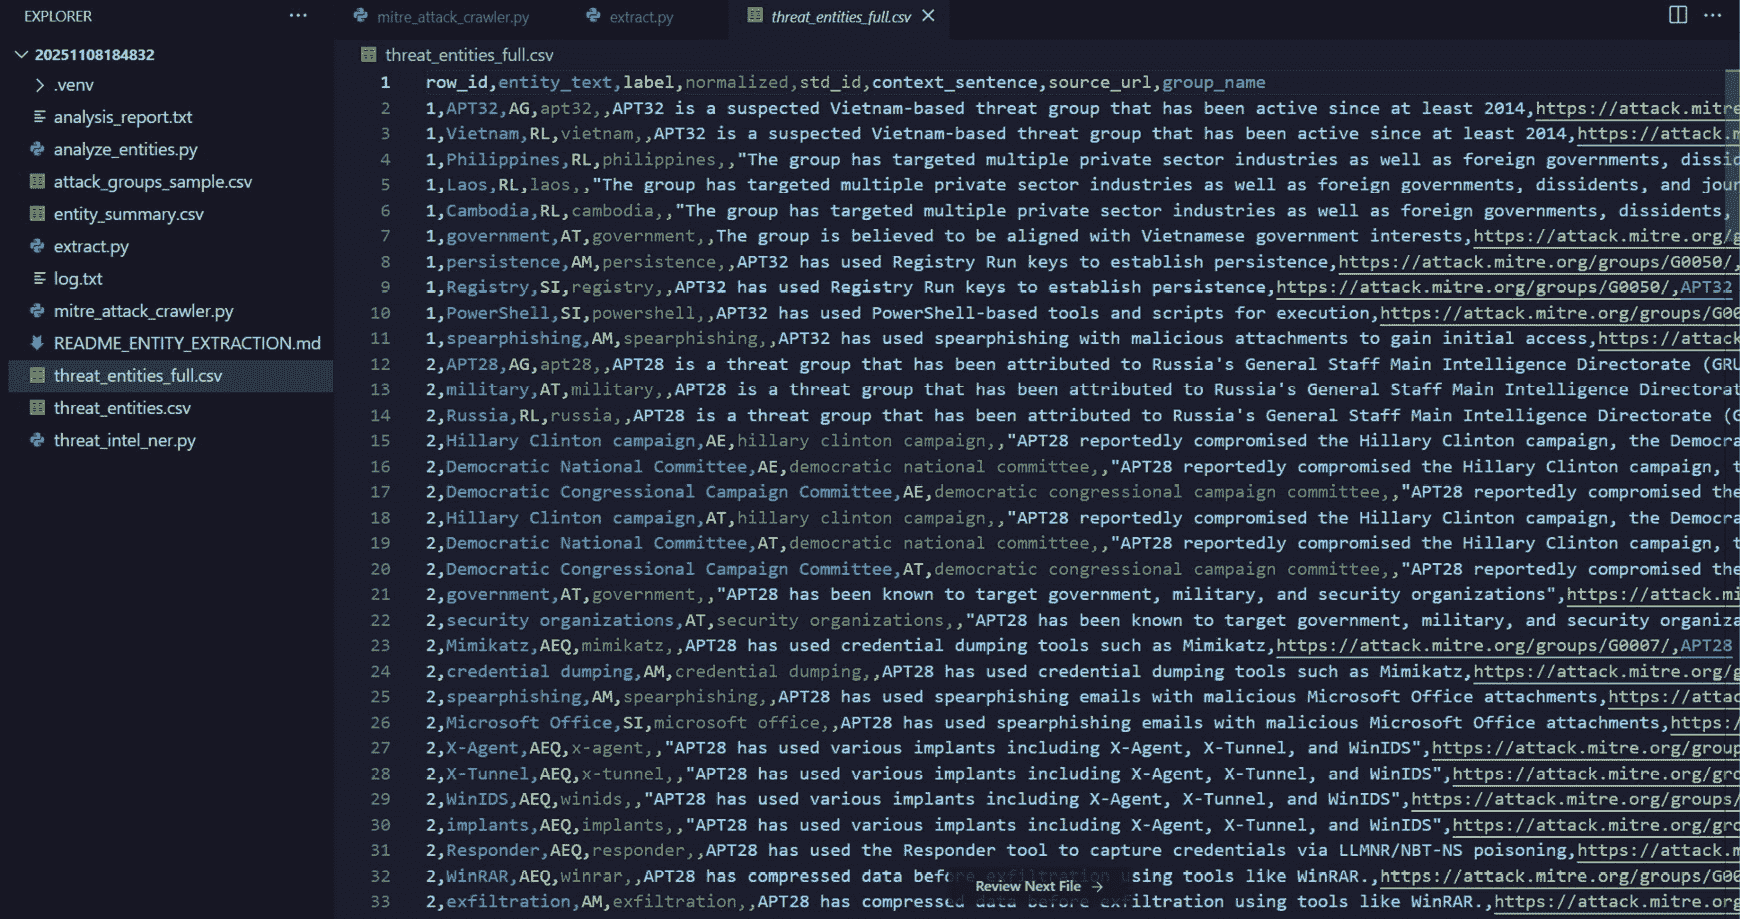 EXPLORER
20251108184832
.venv
analysis_report.txt
analyze_entities.py
attack_groups_sample.csv
entity_summary.csv
extract.py
log.txt
mitre_attack_crawler.py
README_ENTITY_EXTRACTION.md
threat_entities_full.csv
threat_entities.csv
threat_intel_ner.py
mitre_attack_crawler.py extract.py threat_entities_full.csv
threat_entities_full.csv
1 row_id,entity_text,label,normalized,std_id,context_sentence,source_url,group_name
2 1,APT32,AG,apt32,,APT32 is a suspected Vietnam-based threat group that has been active since at least 2014,https://attack.mitre
3 1,Vietnam,RL,vietnam,,APT32 is a suspected Vietnam-based threat group that has been active since at least 2014,https://attack.m
4 1,Philippines,RL,philippines,,"The group has targeted multiple private sector industries as well as foreign governments, dissid
5 1,Laos,RL,laos,,"The group has targeted multiple private sector industries as well as foreign governments, dissidents, and jour
6 1,Cambodia,RL,cambodia,,"The group has targeted multiple private sector industries as well as foreign governments, dissidents,
7 1,government,AT,government,,The group is believed to be aligned with Vietnamese government interests,https://attack.mitre.org/g
8 1,persistence,AM,persistence,,APT32 has used Registry Run keys to establish persistence,https://attack.mitre.org/groups/G0050/,
9 1,Registry,SI,registry,,APT32 has used Registry Run keys to establish persistence,https://attack.mitre.org/groups/G0050/,APT32
10 1,PowerShell,SI,powershell,,APT32 has used PowerShell-based tools and scripts for execution,https://attack.mitre.org/groups/G00
11 1,spearphishing,AM,spearphishing,,APT32 has used spearphishing with malicious attachments to gain initial access,https://attack
12 2,APT28,AG,apt28,,APT28 is a threat group that has been attributed to Russia's General Staff Main Intelligence Directorate (GRU
13 2,military,AT,military,,APT28 is a threat group that has been attributed to Russia's General Staff Main Intelligence Directorat
14 2,Russia,RL,russia,,APT28 is a threat group that has been attributed to Russia's General Staff Main Intelligence Directorate (G
15 2,Hillary Clinton campaign,AE,hillary clinton campaign,,"APT28 reportedly compromised the Hillary Clinton campaign, the Democra
16 2,Democratic National Committee,AE,democratic national committee,,"APT28 reportedly compromised the Hillary Clinton campaign, t
17 2,Democratic Congressional Campaign Committee,AE,democratic congressional campaign committee,,"APT28 reportedly compromised the
18 2,Hillary Clinton campaign,AT,hillary clinton campaign,,"APT28 reportedly compromised the Hillary Clinton campaign, the Democra
19 2,Democratic National Committee,AT,democratic national committee,,"APT28 reportedly compromised the Hillary Clinton campaign, t
20 2,Democratic Congressional Campaign Committee,AT,democratic congressional campaign committee,,"APT28 reportedly compromised the
21 2,government,AT,government,,"APT28 has been known to target government, military, and security organizations",https://attack.mi
22 2,security organizations,AT,security organizations,,"APT28 has been known to target government, military, and security organiza
23 2,Mimikatz,AEQ,mimikatz,,APT28 has used credential dumping tools such as Mimikatz,https://attack.mitre.org/groups/G0007/,APT28
24 2,credential dumping,AM,credential dumping,,APT28 has used credential dumping tools such as Mimikatz,https://attack.mitre.org/g
25 2,spearphishing,AM,spearphishing,,APT28 has used spearphishing emails with malicious Microsoft Office attachments,https://attac
26 2,Microsoft Office,SI,microsoft office,,APT28 has used spearphishing emails with malicious Microsoft Office attachments,https:/
27 2,X-Agent,AEQ,x-agent,,"APT28 has used various implants including X-Agent, X-Tunnel, and WinIDS",https://attack.mitre.org/group
28 2,X-Tunnel,AEQ,x-tunnel,,"APT28 has used various implants including X-Agent, X-Tunnel, and WinIDS",https://attack.mitre.org/gro
29 2,WinIDS,AEQ,winids,,"APT28 has used various implants including X-Agent, X-Tunnel, and WinIDS",https://attack.mitre.org/groups/
30 2,implants,AEQ,implants,,"APT28 has used various implants including X-Agent, X-Tunnel, and WinIDS",https://attack.mitre.org/gro
31 2,Responder,AEQ,responder,,APT28 has used the Responder tool to capture credentials via LLMNR/NBT-NS poisoning,https://attack.m
32 2,WinRAR,AEQ,winrar,,APT28 has compressed data before exfiltration using tools like WinRAR.,https://attack.mitre.org/groups/G00
Review Next File →
33 2,exfiltration,AM,exfiltration,,APT28 has compressed data before exfiltration using tools like WinRAR.,https://attack.mitre.org